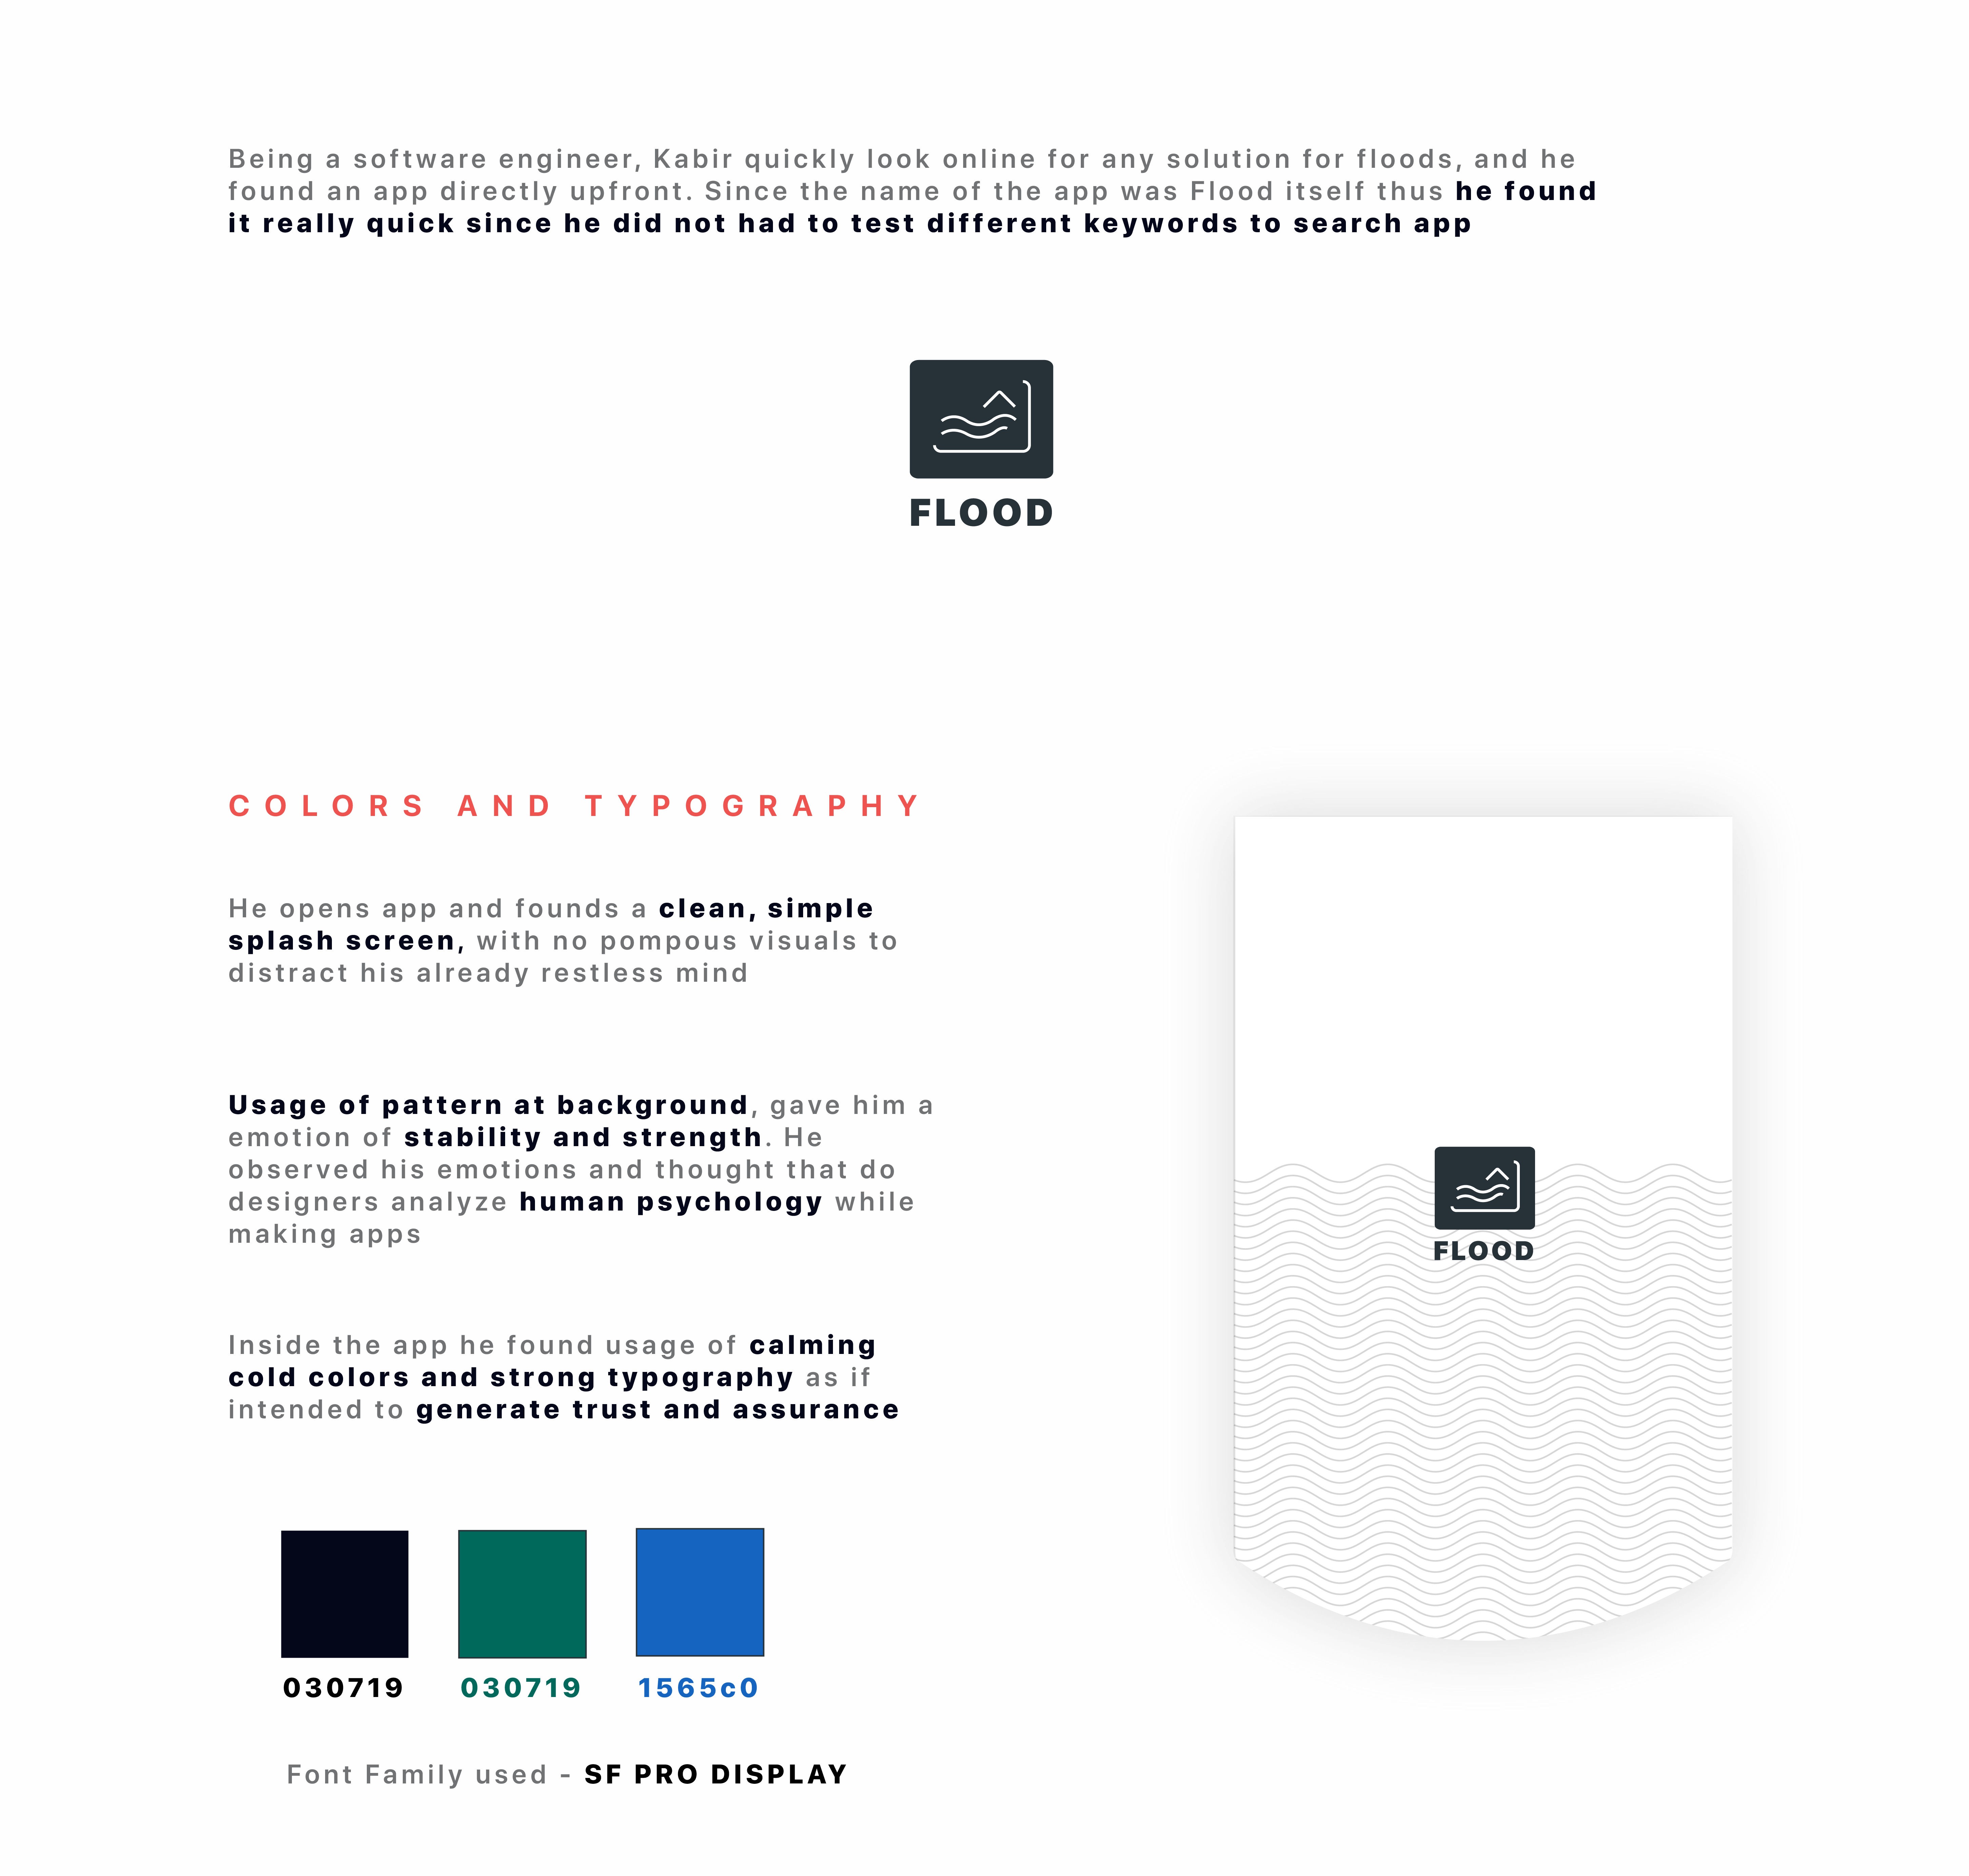 Being a software engineer, Kabir quickly look online for any solution for floods, and he
found an app directly upfront. Since the name of the app was Flood itself thus he found
it really quick since he did not had to test different keywords to search app
FLOOD
COLORS AND TYPOGRAPHY
He opens app and founds a clean, simple
splash screen, with no pompous visuals to
distract his already restless mind
Usage of pattern at background, gave him a
emotion of stability and strength. He
observed his emotions and thought that do
designers analyze human psychology while
making apps
Inside the app he found usage of calming
cold colors and strong typography as if
intended to generate trust and assurance
030719 030719 1565c0
Font Family used - SF PRO DISPLAY
FLOOD